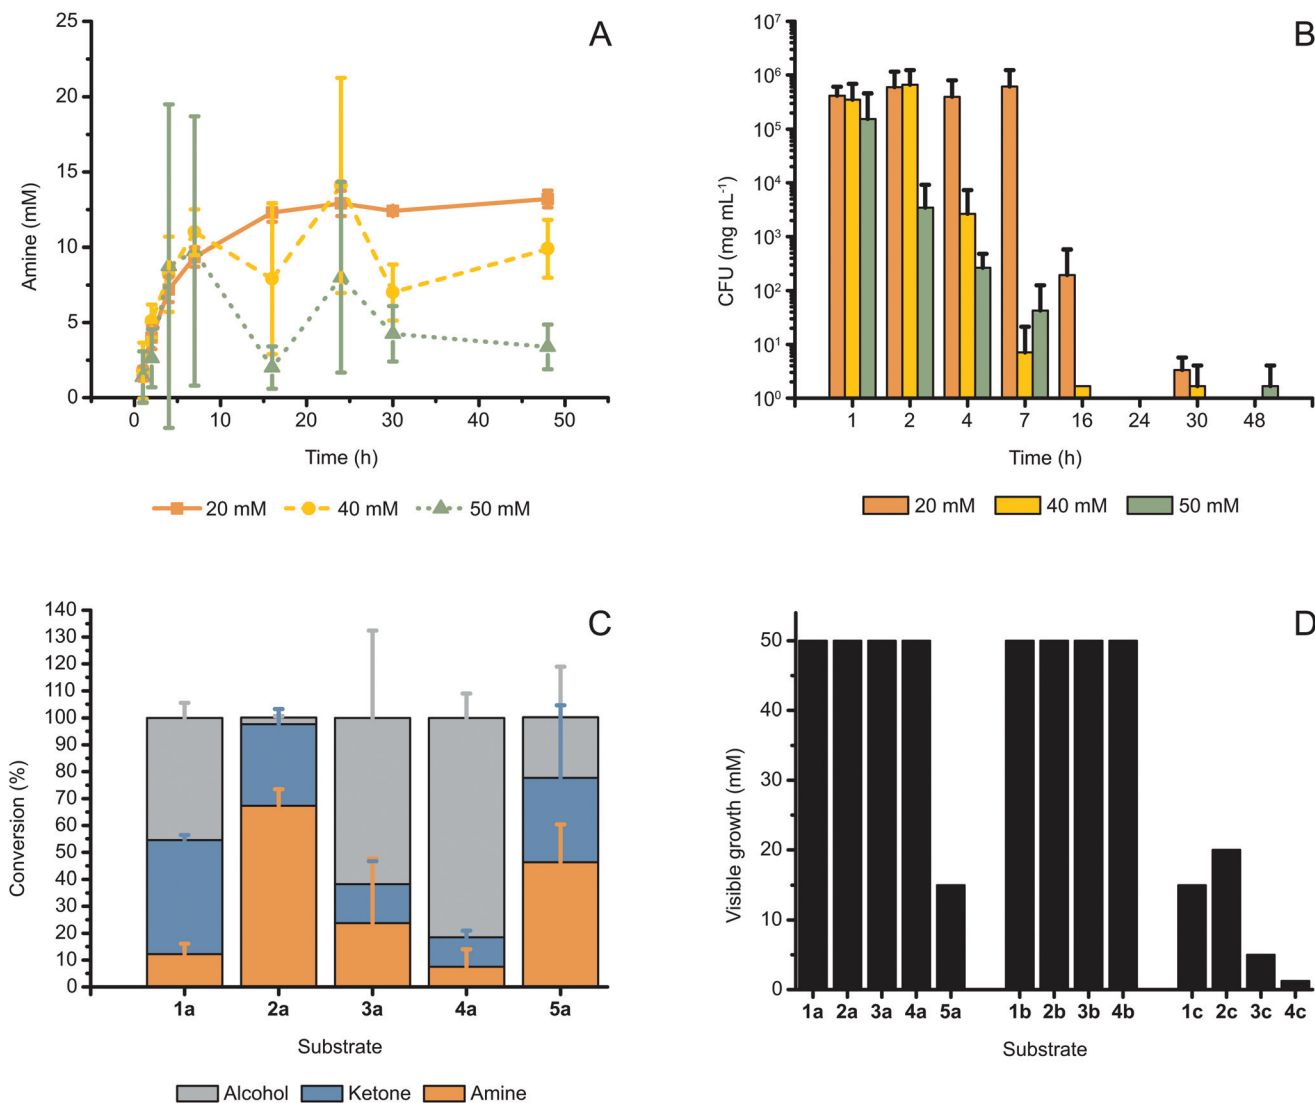 A
Amine (mM)
25
20
15
10
5
0
0 10 20 30 40 50
Time (h)
20 mM 40 mM 50 mM
B
CFU (mg mL⁻¹)
10⁷
10⁶
10⁵
10⁴
10³
10²
10¹
10⁰
1 2 4 7 16 24 30 48
Time (h)
20 mM 40 mM 50 mM
C
Conversion (%)
140
130
120
110
100
90
80
70
60
50
40
30
20
10
0
1a 2a 3a 4a 5a
Substrate
Alcohol Ketone Amine
D
Visible growth (mM)
50
40
30
20
10
0
1a 2a 3a 4a 5a 1b 2b 3b 4b 1c 2c 3c 4c
Substrate